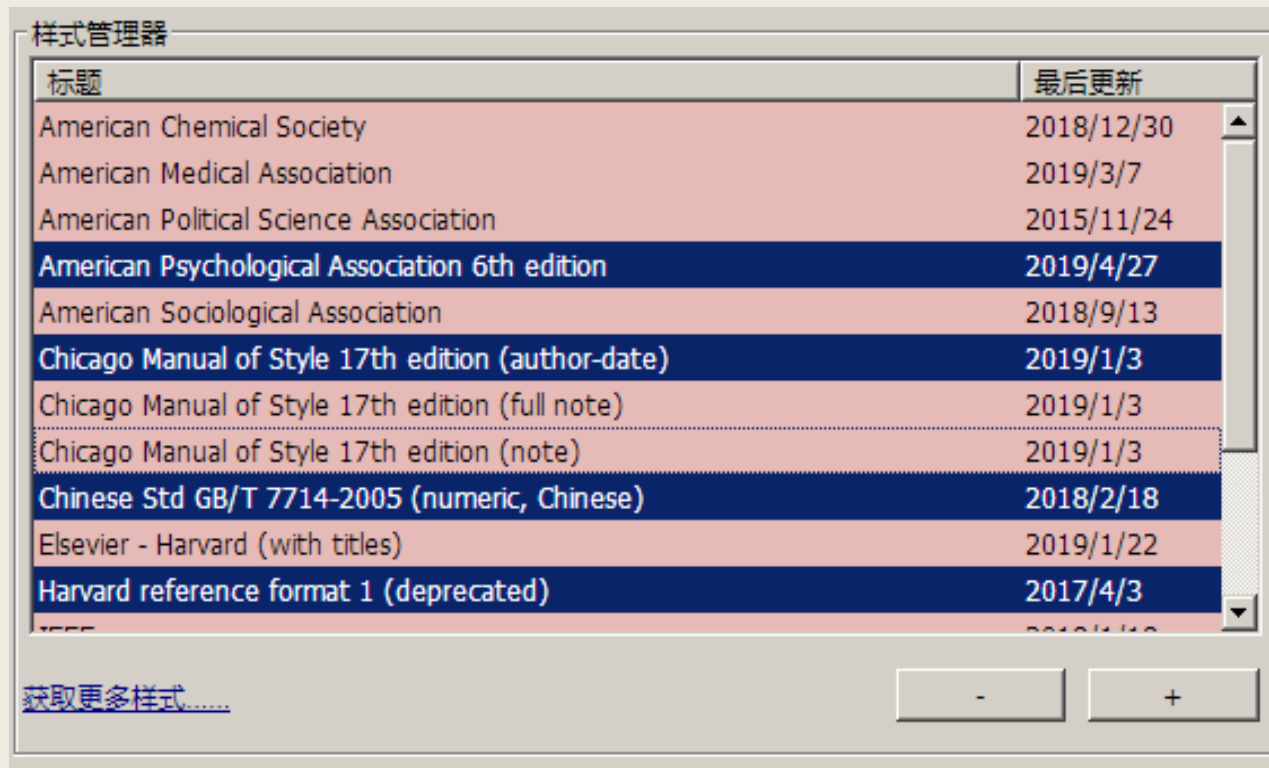 样式管理器
标题 最后更新
American Chemical Society 2018/12/30
American Medical Association 2019/3/7
American Political Science Association 2015/11/24
American Psychological Association 6th edition 2019/4/27
American Sociological Association 2018/9/13
Chicago Manual of Style 17th edition (author-date) 2019/1/3
Chicago Manual of Style 17th edition (full note) 2019/1/3
Chicago Manual of Style 17th edition (note) 2019/1/3
Chinese Std GB/T 7714-2005 (numeric, Chinese) 2018/2/18
Elsevier - Harvard (with titles) 2019/1/22
Harvard reference format 1 (deprecated) 2017/4/3
获取更多样式...... - +